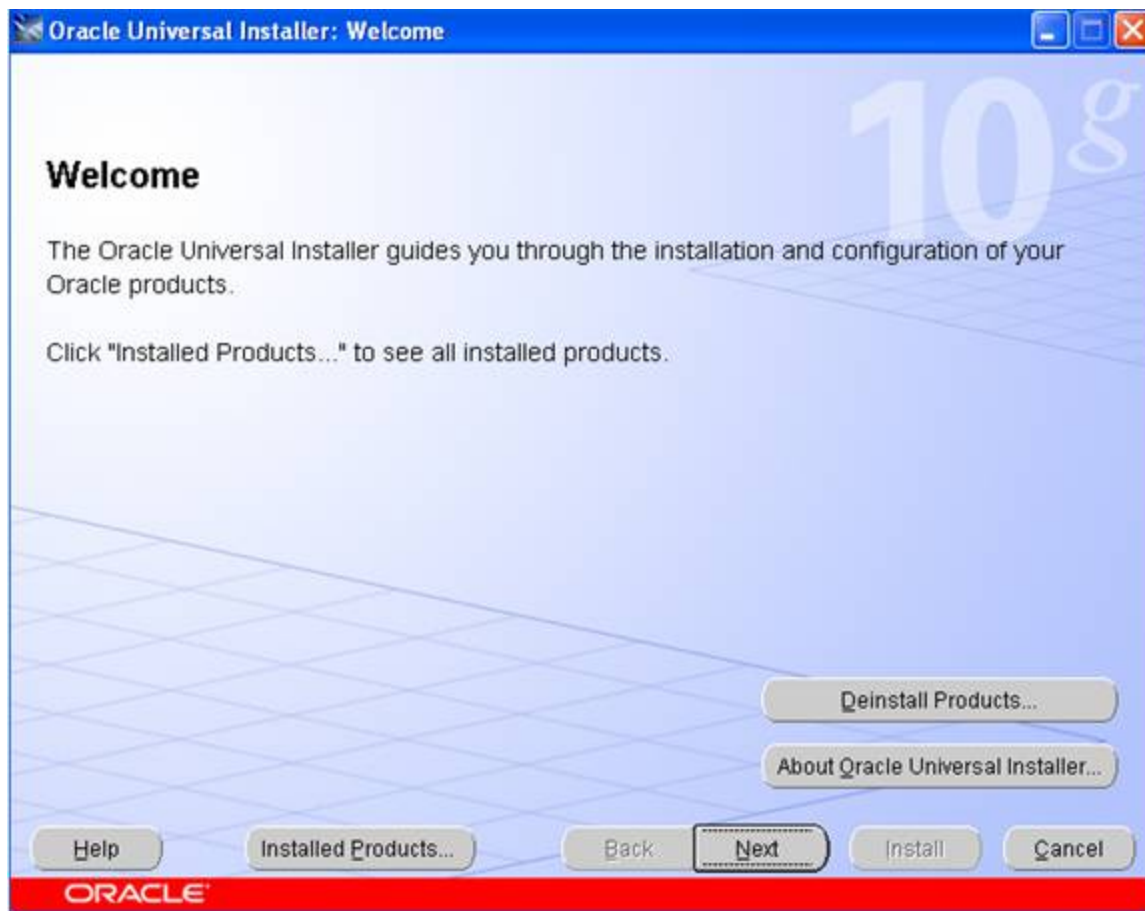 Oracle Universal Installer: Welcome
10g
Welcome
The Oracle Universal Installer guides you through the installation and configuration of your
Oracle products.
Click "Installed Products..." to see all installed products.
Deinstall Products...
About Oracle Universal Installer...
Help Installed Products... Back Next Install Cancel
ORACLE